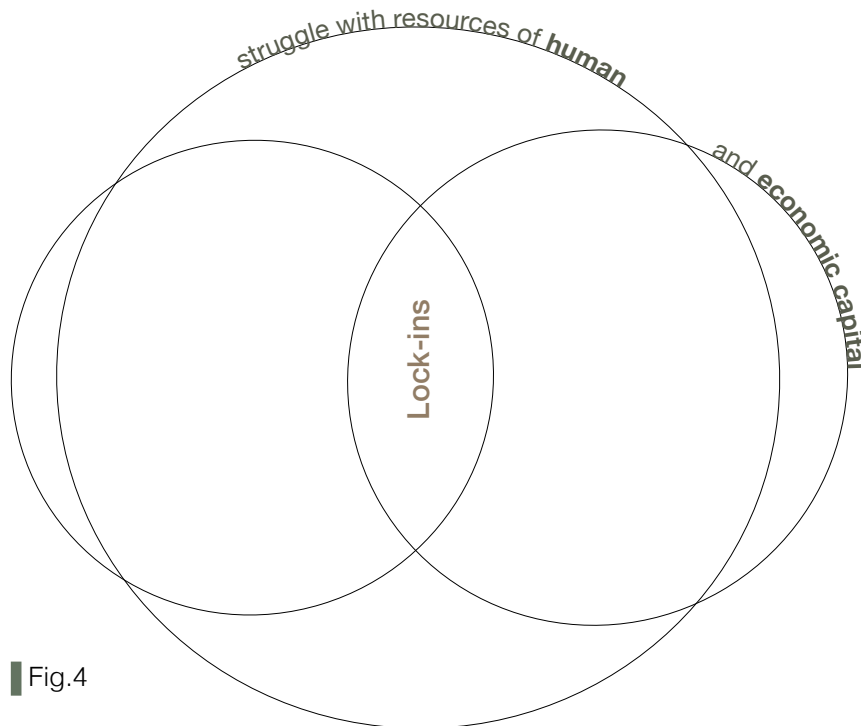 struggle with resources of human
and economic capital
Lock-ins
Fig.4